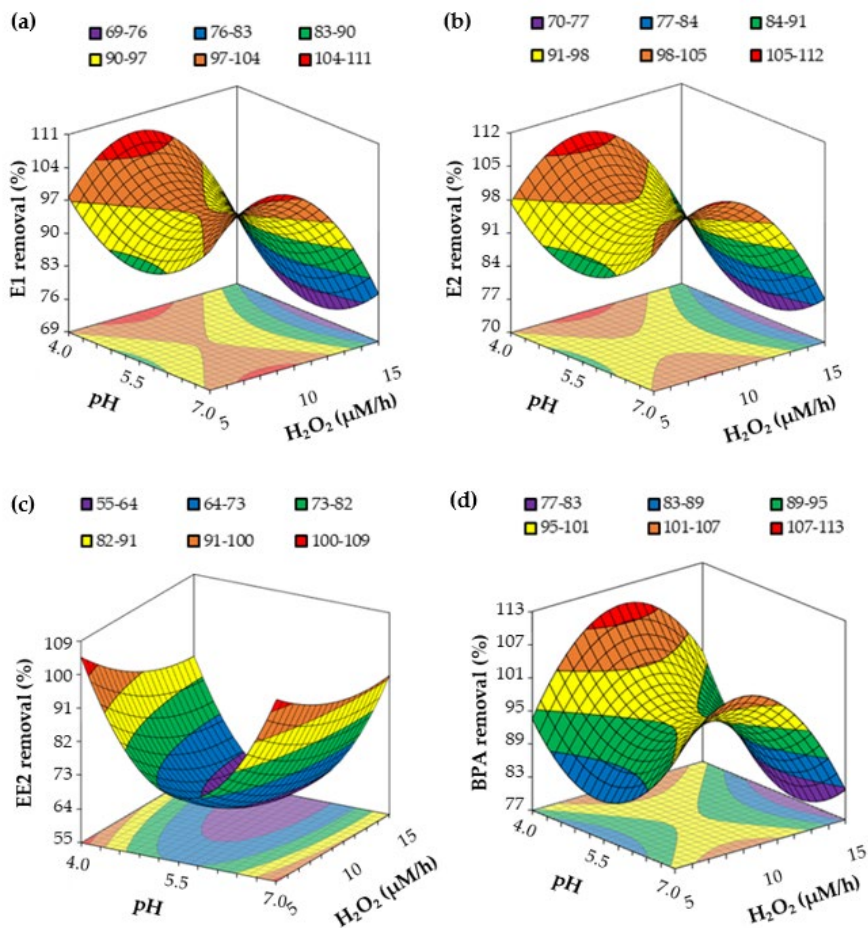 (a)
69-76 76-83 83-90
90-97 97-104 104-111
E1 removal (%)
111
104
97
90
83
76
69
4.0
5.5
7.0
pH
5
10
15
H₂O₂ (µM/h)
(b)
70-77 77-84 84-91
91-98 98-105 105-112
E2 removal (%)
112
105
98
91
84
77
70
4.0
5.5
7.0
pH
5
10
15
H₂O₂ (µM/h)
(c)
55-64 64-73 73-82
82-91 91-100 100-109
EE2 removal (%)
109
100
91
82
73
64
55
4.0
5.5
7.0
pH
5
10
15
H₂O₂ (µM/h)
(d)
77-83 83-89 89-95
95-101 101-107 107-113
BPA removal (%)
113
107
101
95
89
83
77
4.0
5.5
7.0
pH
5
10
15
H₂O₂ (µM/h)